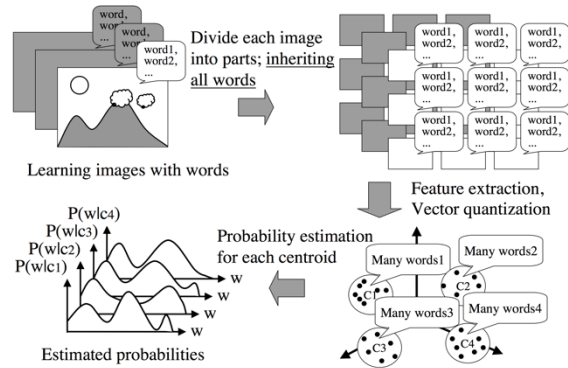 word,
word,
...
word,
word,
...
word1,
word2,
...
Learning images with words
Divide each image
into parts; inheriting
all words
word1,
word2,
...
word1,
word2,
...
word1,
word2,
...
word1,
word2,
...
word1,
word2,
...
word1,
word2,
...
word1,
word2,
...
word1,
word2,
...
word1,
word2,
...
Feature extraction,
Vector quantization
Many words1
Many words2
Many words3
Many words4
C1
C2
C3
C4
Probability estimation
for each centroid
P(w|c4)
P(w|c3)
P(w|c2)
P(w|c1)
w
w
w
w
Estimated probabilities